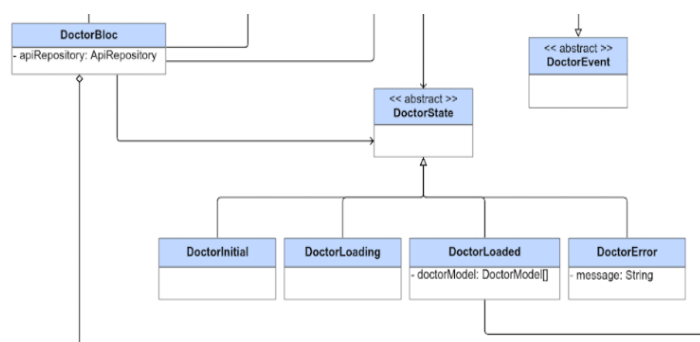 DoctorBloc
- apiRepository: ApiRepository
<< abstract >>
DoctorEvent
<< abstract >>
DoctorState
DoctorInitial
DoctorLoading
DoctorLoaded
- doctorModel: DoctorModel[]
DoctorError
- message: String